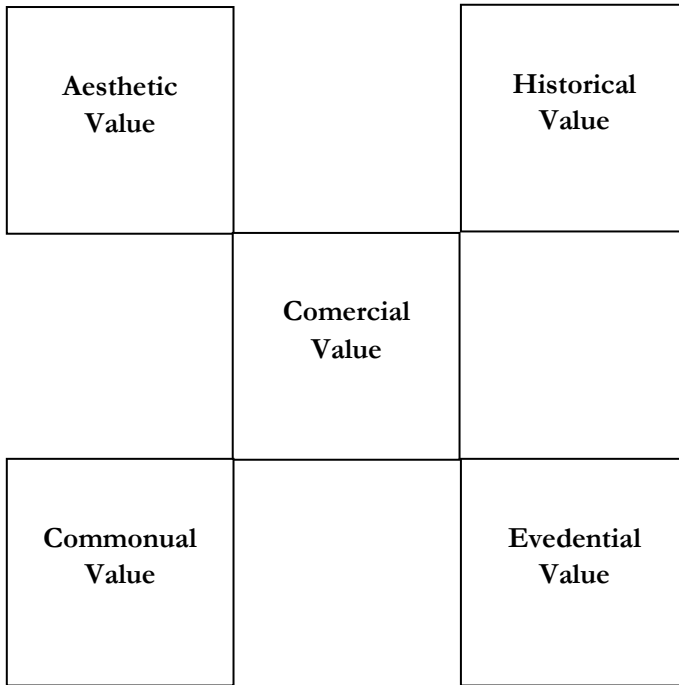 Aesthetic
Value
Historical
Value
Comercial
Value
Commonual
Value
Evedential
Value